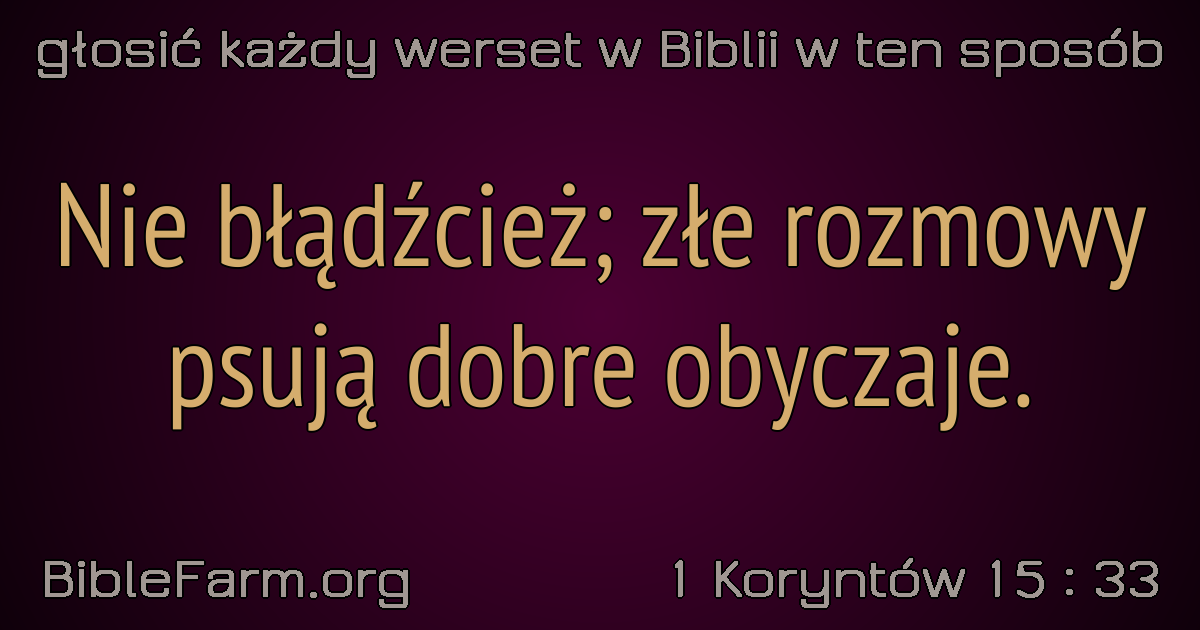 głosić każdy werset w Biblii w ten sposób
Nie błądźcież; złe rozmowy
psują dobre obyczaje.
BibleFarm.org
1 Koryntów 15 : 33